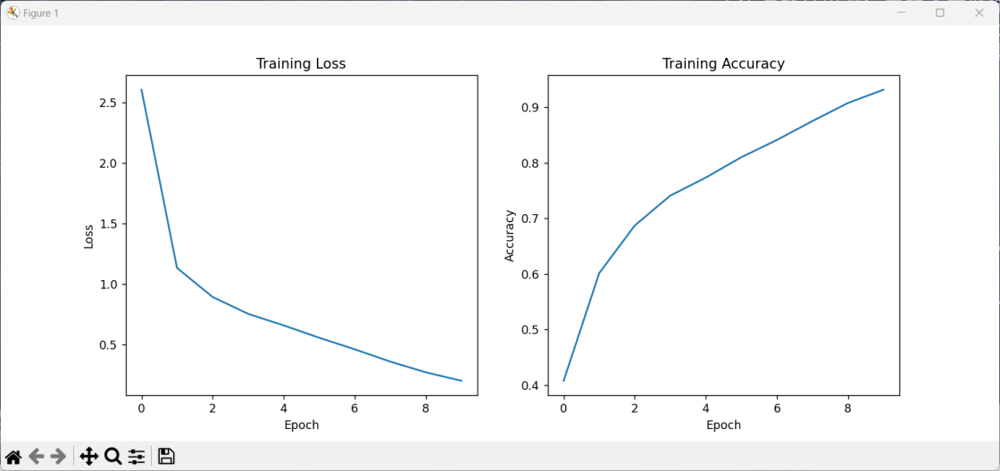 Figure 1
Training Loss
Training Accuracy
2.5
2.0
1.5
1.0
0.5
Loss
0 2 4 6 8
Epoch
0.9
0.8
0.7
0.6
0.5
0.4
Accuracy
0 2 4 6 8
Epoch